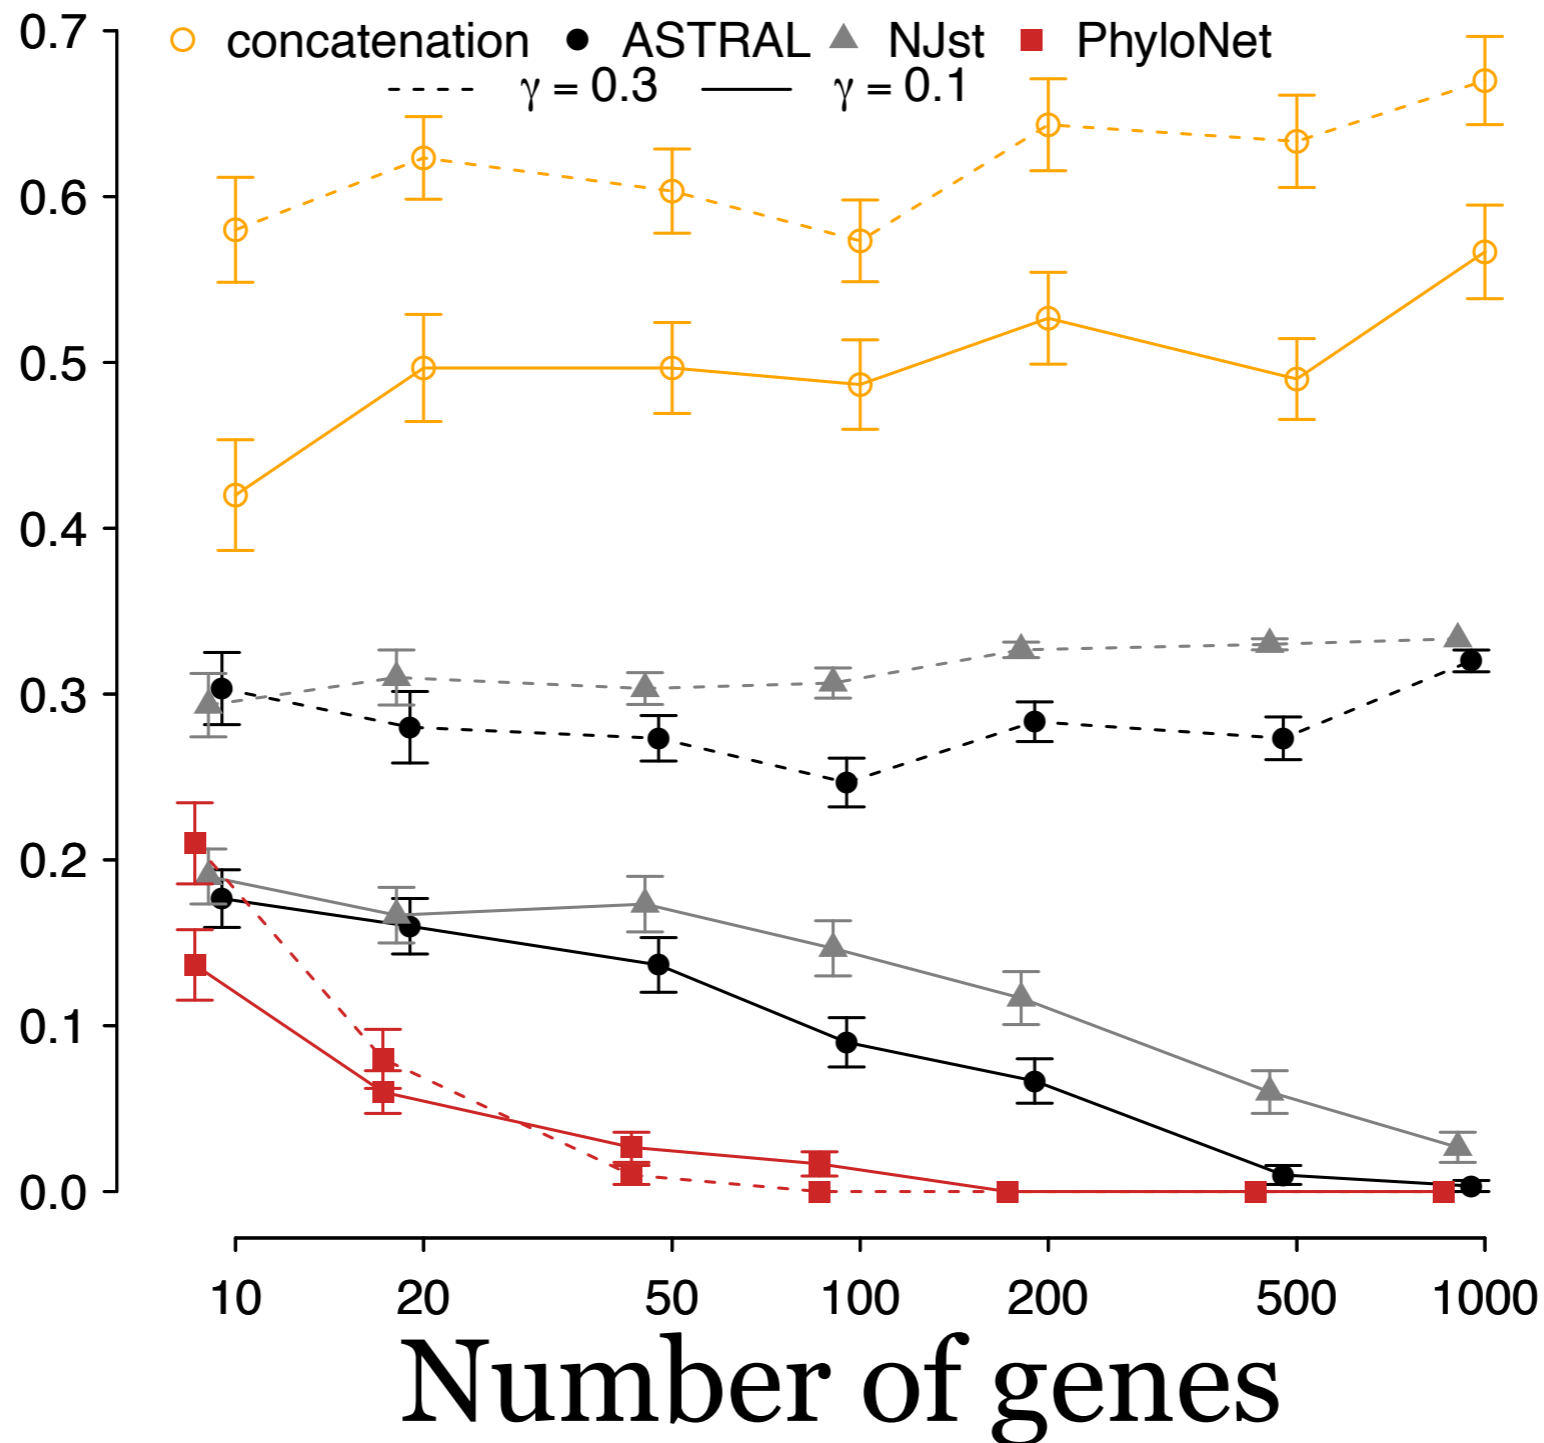 concatenation ASTRAL NJst PhyloNet
γ = 0.3 γ = 0.1
0.7
0.6
0.5
0.4
0.3
0.2
0.1
0.0
10 20 50 100 200 500 1000
Number of genes